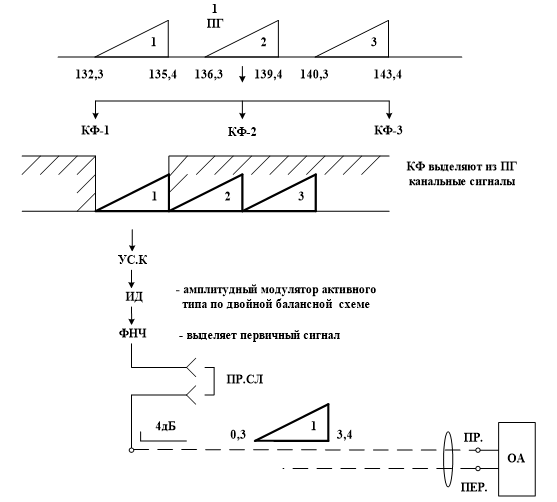 1
ПГ
1 2 3
132,3 135,4 136,3 139,4 140,3 143,4
КФ-1 КФ-2 КФ-3
КФ выделяют из ПГ
канальные сигналы
1 2 3
УС.К
ИД - амплитудный модулятор активного
типа по двойной балансной схеме
ФНЧ - выделяет первичный сигнал
ПР.СЛ
4дБ
0,3 1 3,4
ПР.
ОА
ПЕР.